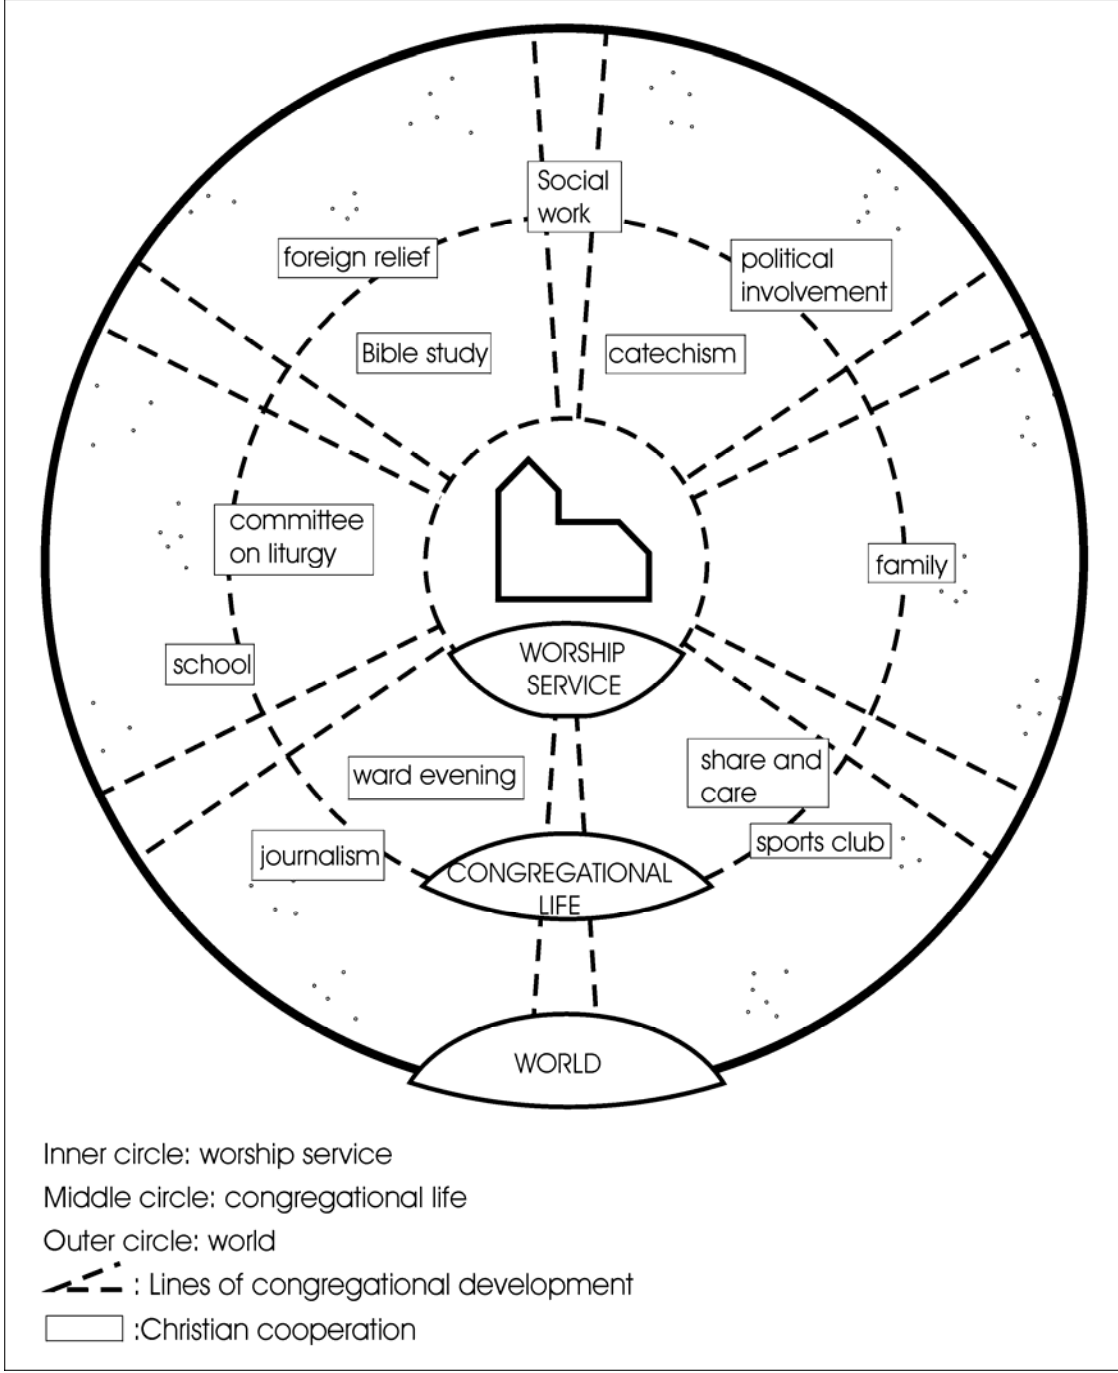 Social
work
foreign relief
political
involvement
Bible study
catechism
committee
on liturgy
family
school
WORSHIP
SERVICE
ward evening
share and
care
sports club
journalism
CONGREGATIONAL
LIFE
WORLD
Inner circle: worship service
Middle circle: congregational life
Outer circle: world
: Lines of congregational development
:Christian cooperation